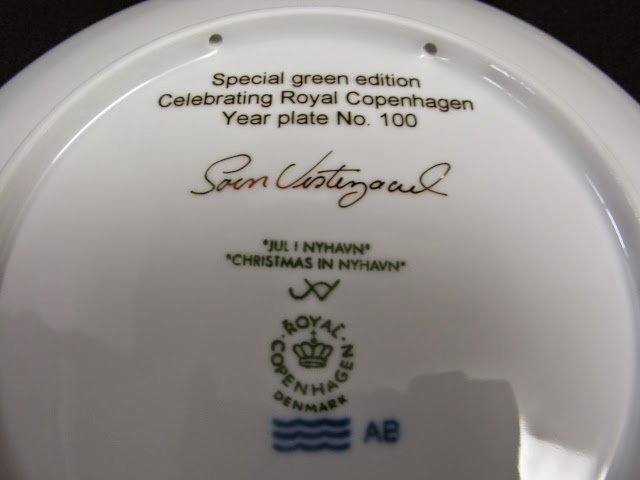 Special green edition
Celebrating Royal Copenhagen
Year plate No. 100
"JUL I NYHAVN"
"CHRISTMAS IN NYHAVN"
ROYAL
COPENHAGEN
DENMARK
AB